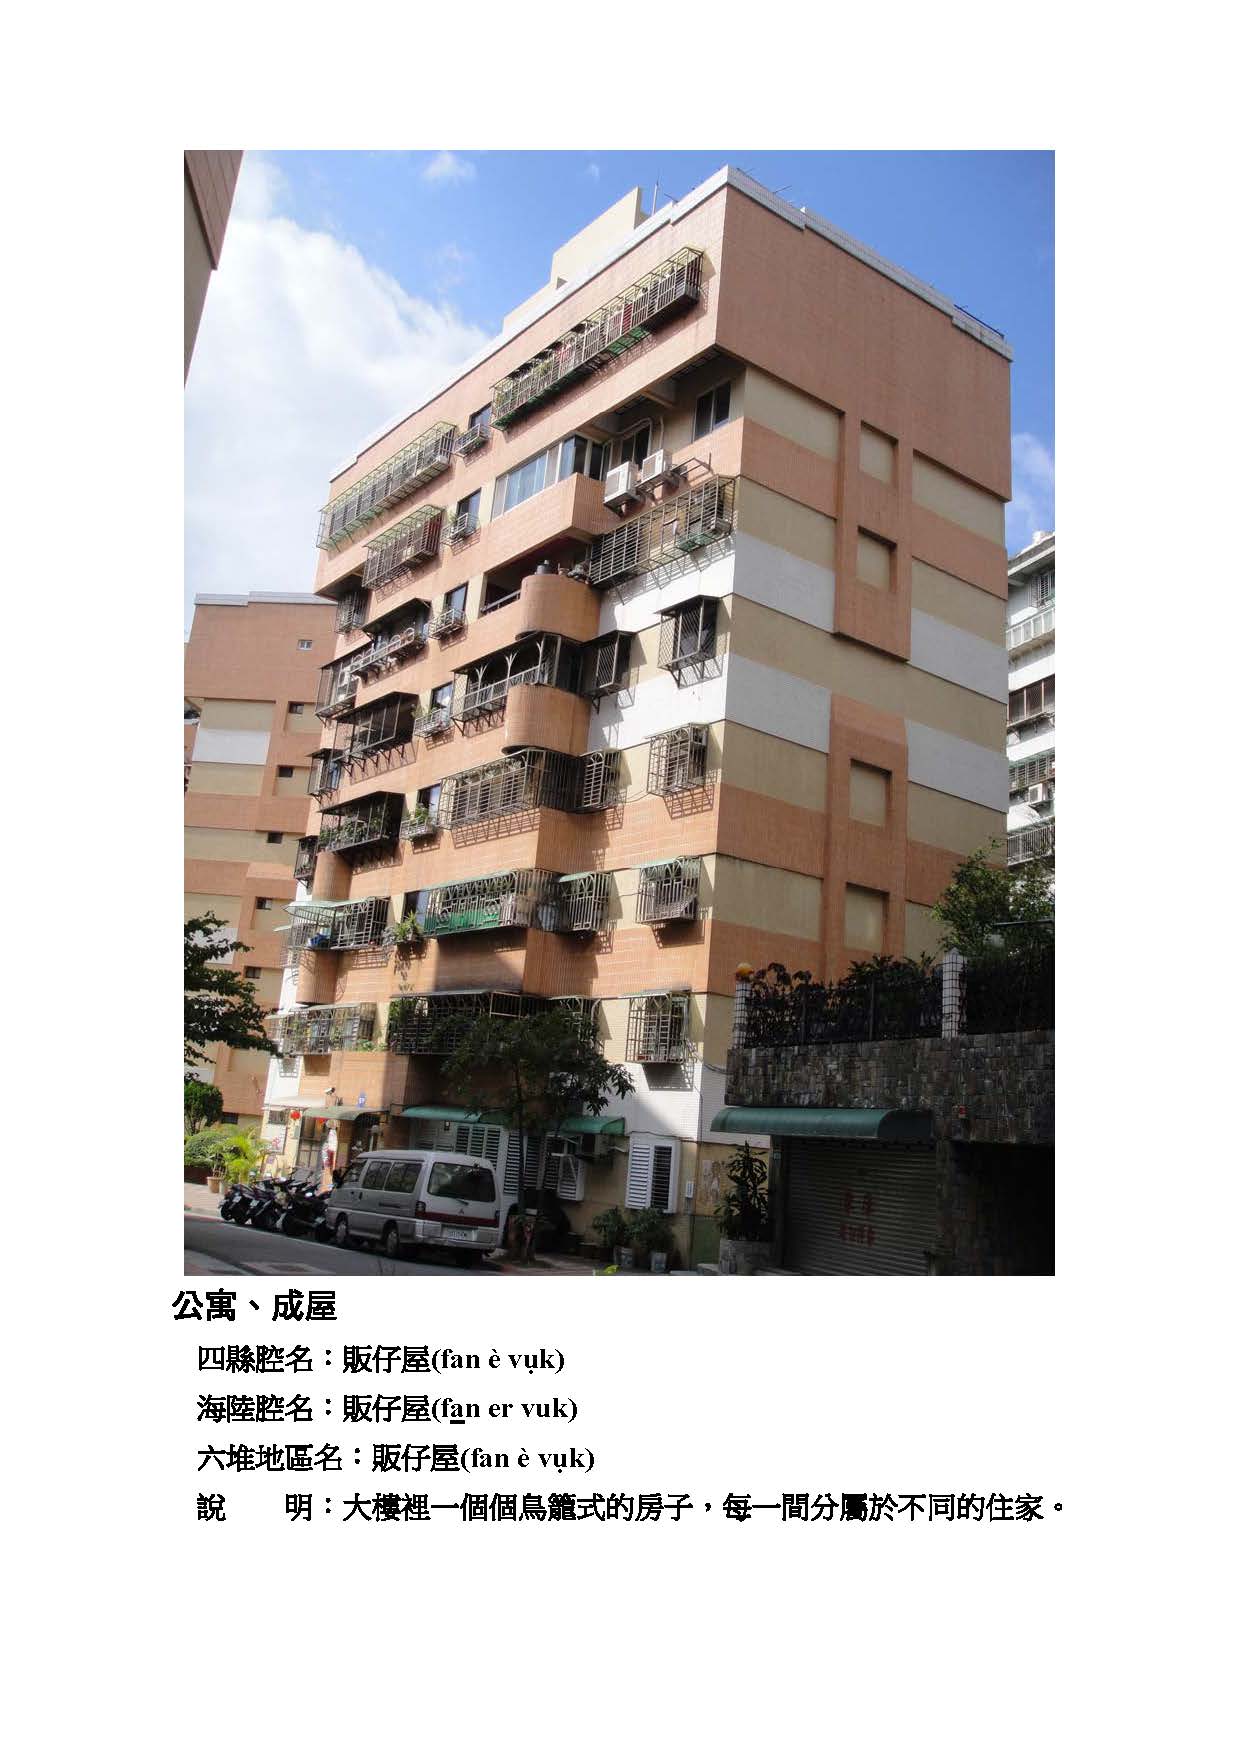 公寓、成屋
四縣腔名：販仔屋(fan è vụk)
海陸腔名：販仔屋(fa̲n er vuk)
六堆地區名：販仔屋(fan è vụk)
說　　明：大樓裡一個個鳥籠式的房子，每一間分屬於不同的住家。